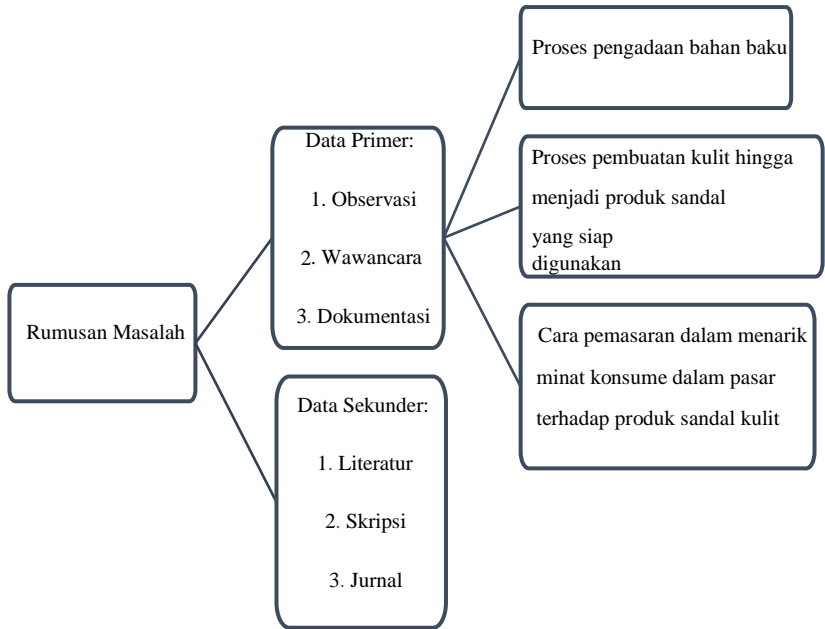 Rumusan Masalah
Data Primer:
1. Observasi
2. Wawancara
3. Dokumentasi
Data Sekunder:
1. Literatur
2. Skripsi
3. Jurnal
Proses pengadaan bahan baku
Proses pembuatan kulit hingga
menjadi produk sandal
yang siap
digunakan
Cara pemasaran dalam menarik
minat konsume dalam pasar
terhadap produk sandal kulit